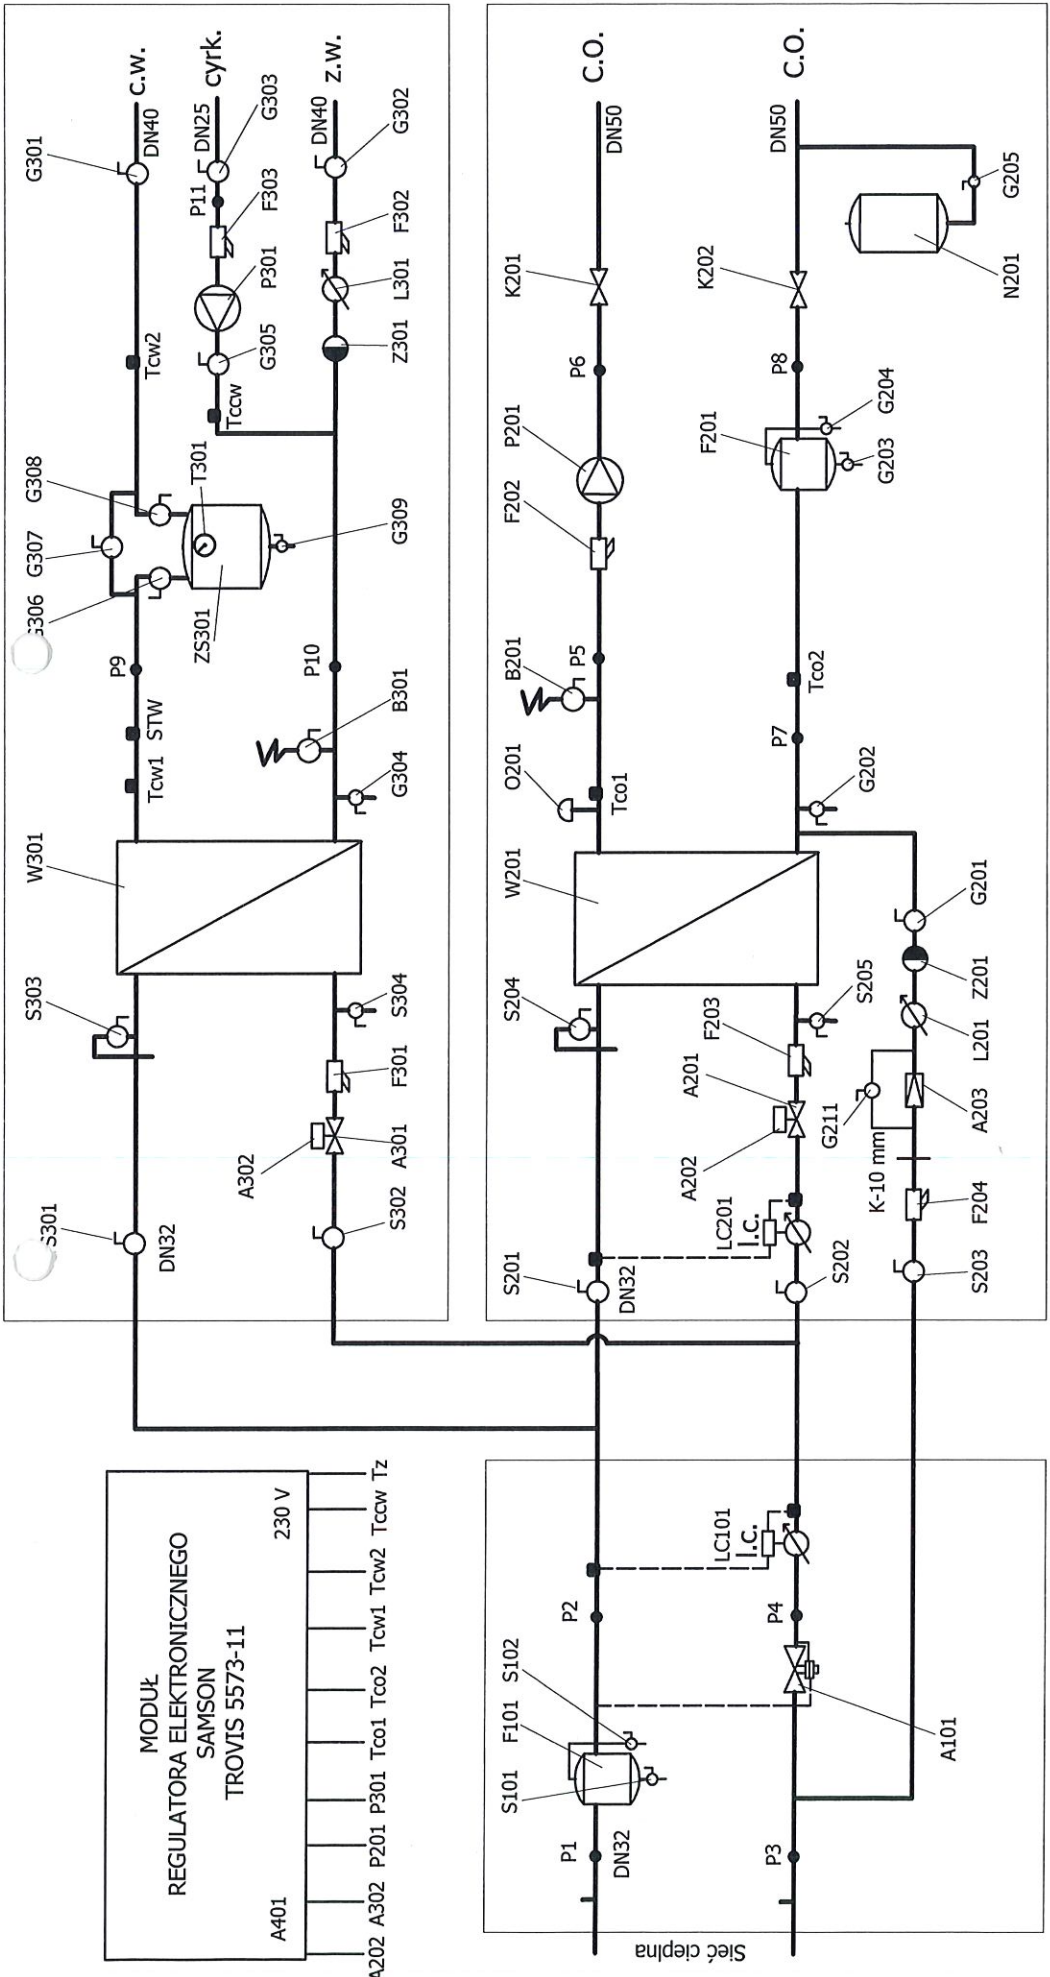 MODUŁ
REGULATORA ELEKTRONICZNEGO
SAMSON
TROVIS 5573-11
A401
230 V
A202
A302
P201
P301
Tco1
Tco2
Tcw1
Tcw2
Tccw
Tz
S301
DN32
S303
W301
Tcw1
STW
P9
G306
G307
G308
T301
ZS301
G309
Tcw2
G301
DN40
c.w.
Tccw
G305
P301
F303
P11
G303
DN25
cyrk.
S302
A302
A301
F301
S304
G304
B301
P10
Z301
L301
F302
G302
DN40
z.w.
Sieć cieplna
P1
DN32
S101
F101
S102
P2
LC101
I.C.
P3
A101
P4
S201
DN32
S204
W201
O201
Tco1
B201
P5
F202
P201
P6
K201
DN50
C.O.
LC201
I.C.
S202
A202
A201
F203
S205
G202
P7
Tco2
F201
G203
G204
P8
K202
DN50
C.O.
N201
G205
S203
F204
K-10 mm
G211
A203
L201
Z201
G201